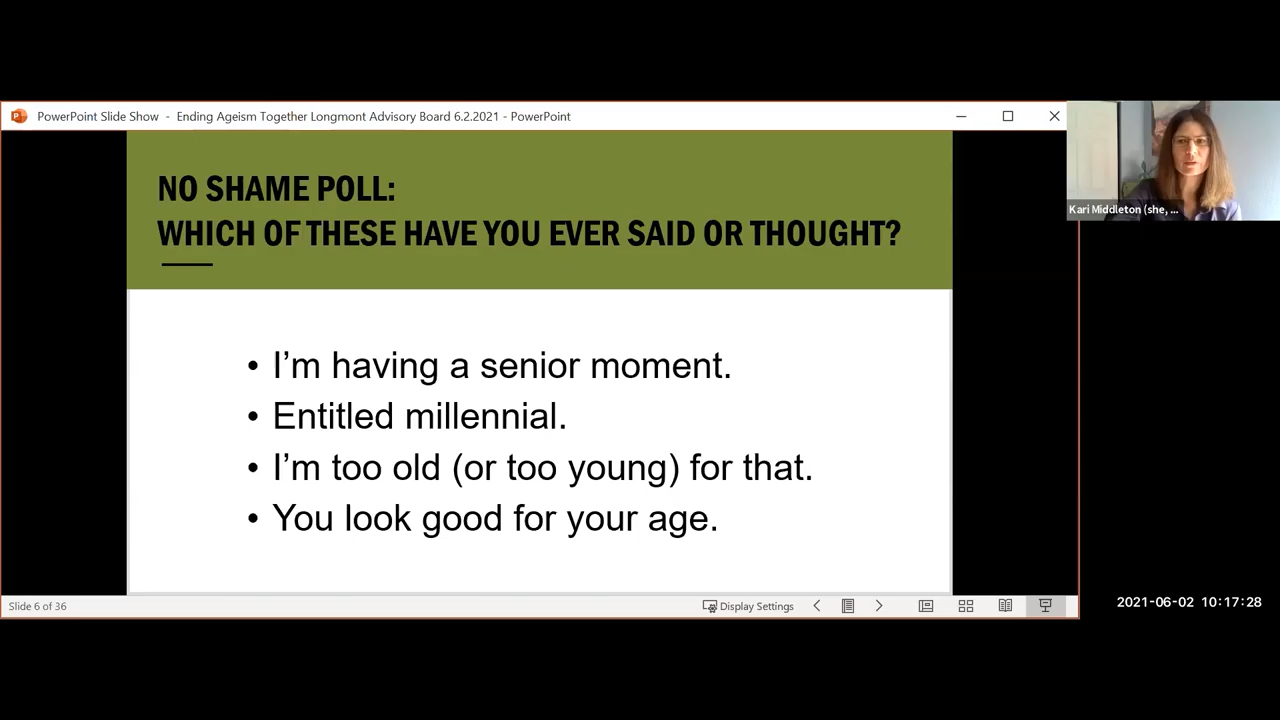 PowerPoint Slide Show - Ending Ageism Together Longmont Advisory Board 6.2.2021 - PowerPoint
NO SHAME POLL:
WHICH OF THESE HAVE YOU EVER SAID OR THOUGHT?
• I’m having a senior moment.
• Entitled millennial.
• I’m too old (or too young) for that.
• You look good for your age.
Kari Middleton (she, ...
Slide 6 of 36
Display Settings
2021-06-02 10:17:28